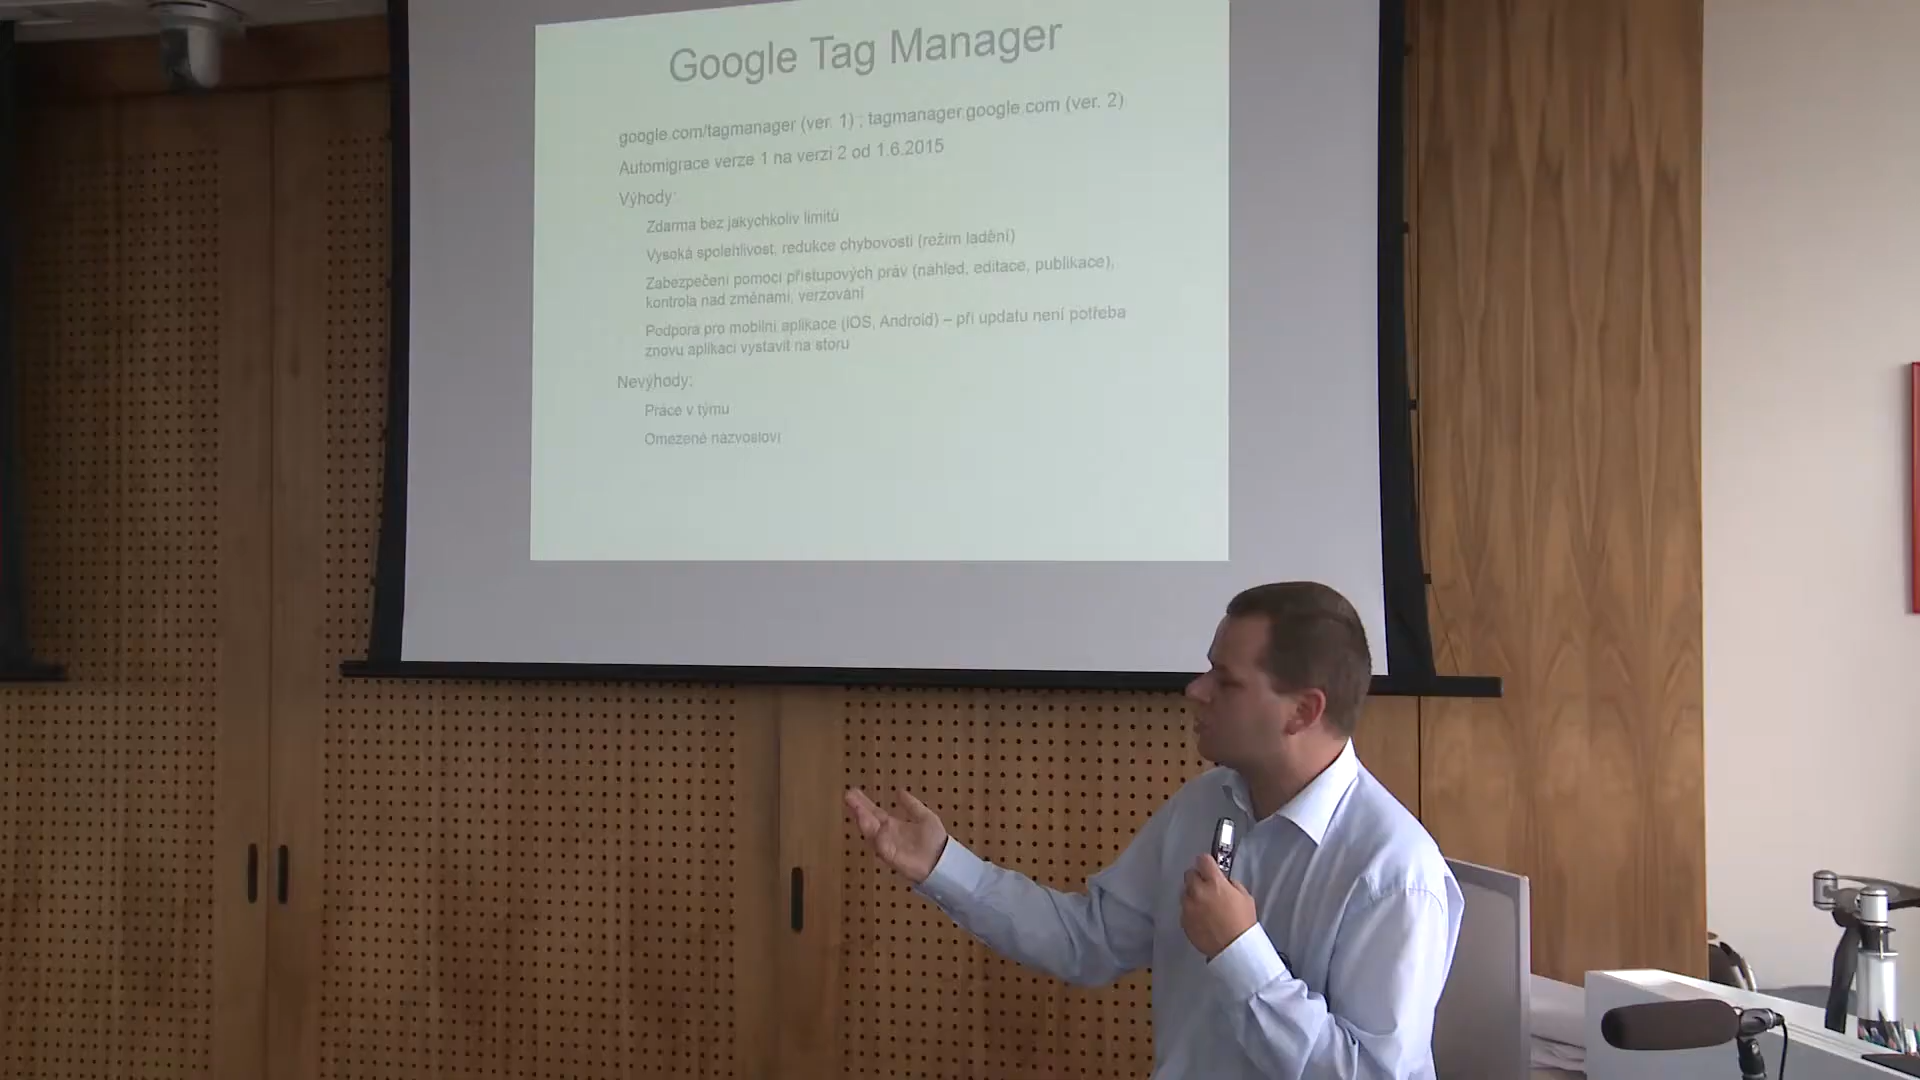 Google Tag Manager
google.com/tagmanager (ver. 1) ; tagmanager.google.com (ver. 2)
Automigrace verze 1 na verzi 2 od 1.6.2015
Výhody:
Zdarma bez jakýchkoliv limitů
Vysoká spolehlivost, redukce chybovosti (režim ladění)
Zabezpečení pomocí přístupových práv (náhled, editace, publikace),
kontrola nad změnami, verzování
Podpora pro mobilní aplikace (iOS, Android) – při updatu není potřeba
znovu aplikaci vystavit na storu
Nevýhody:
Práce v týmu
Omezené názvosloví